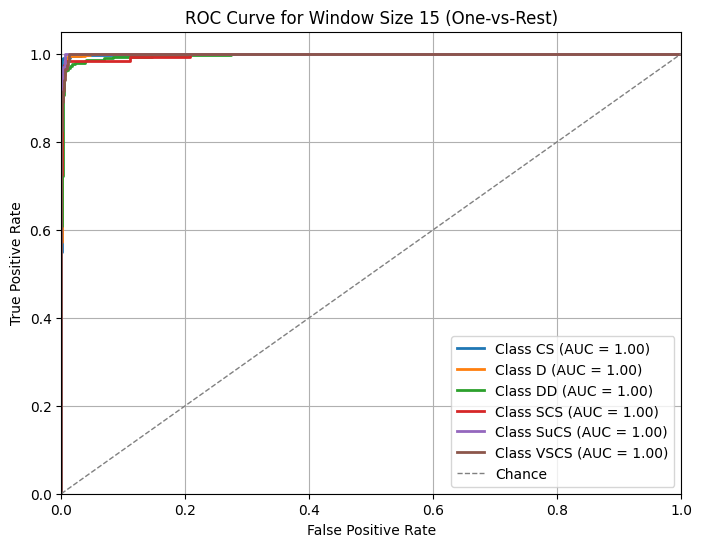 ROC Curve for Window Size 15 (One-vs-Rest)
True Positive Rate
1.0
0.8
0.6
0.4
0.2
0.0
Class CS (AUC = 1.00)
Class D (AUC = 1.00)
Class DD (AUC = 1.00)
Class SCS (AUC = 1.00)
Class SuCS (AUC = 1.00)
Class VSCS (AUC = 1.00)
Chance
0.0 0.2 0.4 0.6 0.8 1.0
False Positive Rate